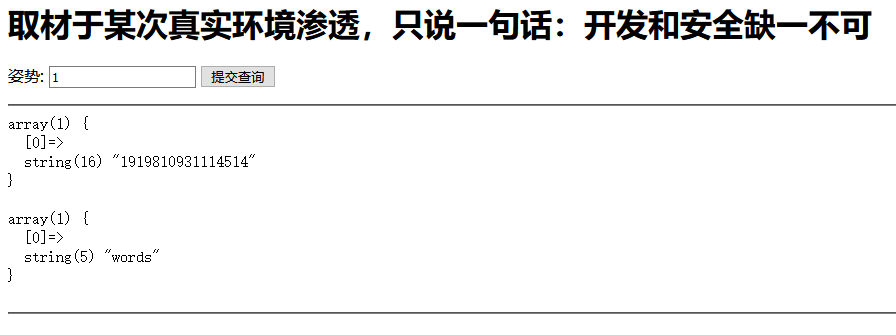 取材于某次真实环境渗透，只说一句话：开发和安全缺一不可
姿势: 1 提交查询
array(1) {
  [0]=>
  string(16) "1919810931114514"
}
array(1) {
  [0]=>
  string(5) "words"
}